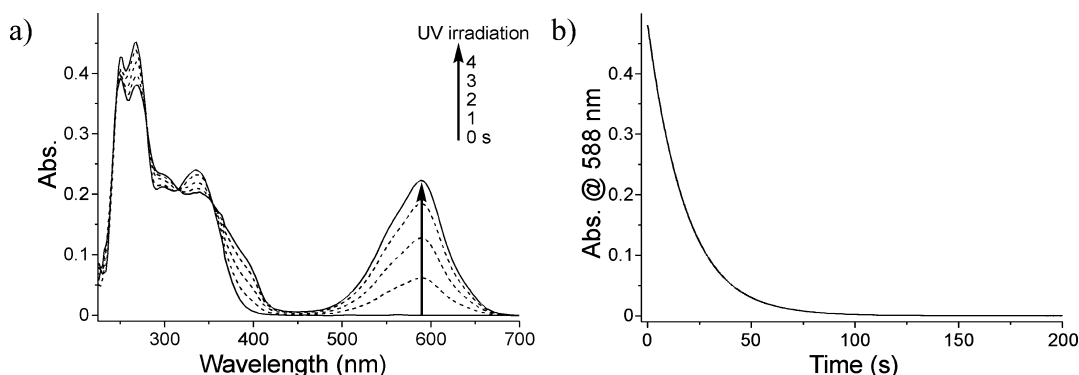 a)
UV irradiation
4
3
2
1
0 s
0.4
0.3
0.2
0.1
0
Abs.
300 400 500 600 700
Wavelength (nm)
b)
0.4
0.3
0.2
0.1
0
Abs. @ 588 nm
0 50 100 150 200
Time (s)